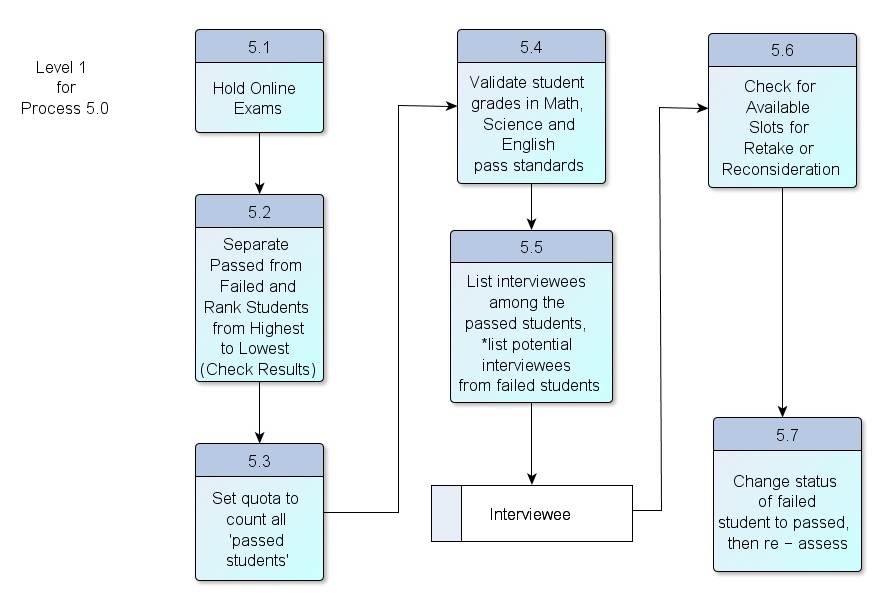 Level 1
for
Process 5.0
5.1
Hold Online
Exams
5.2
Separate
Passed from
Failed and
Rank Students
from Highest
to Lowest
(Check Results)
5.3
Set quota to
count all
'passed
students'
5.4
Validate student
grades in Math,
Science and
English
pass standards
5.5
List interviewees
among the
passed students,
*list potential
interviewees
from failed students
Interviewee
5.6
Check for
Available
Slots for
Retake or
Reconsideration
5.7
Change status
of failed
student to passed,
then re – assess